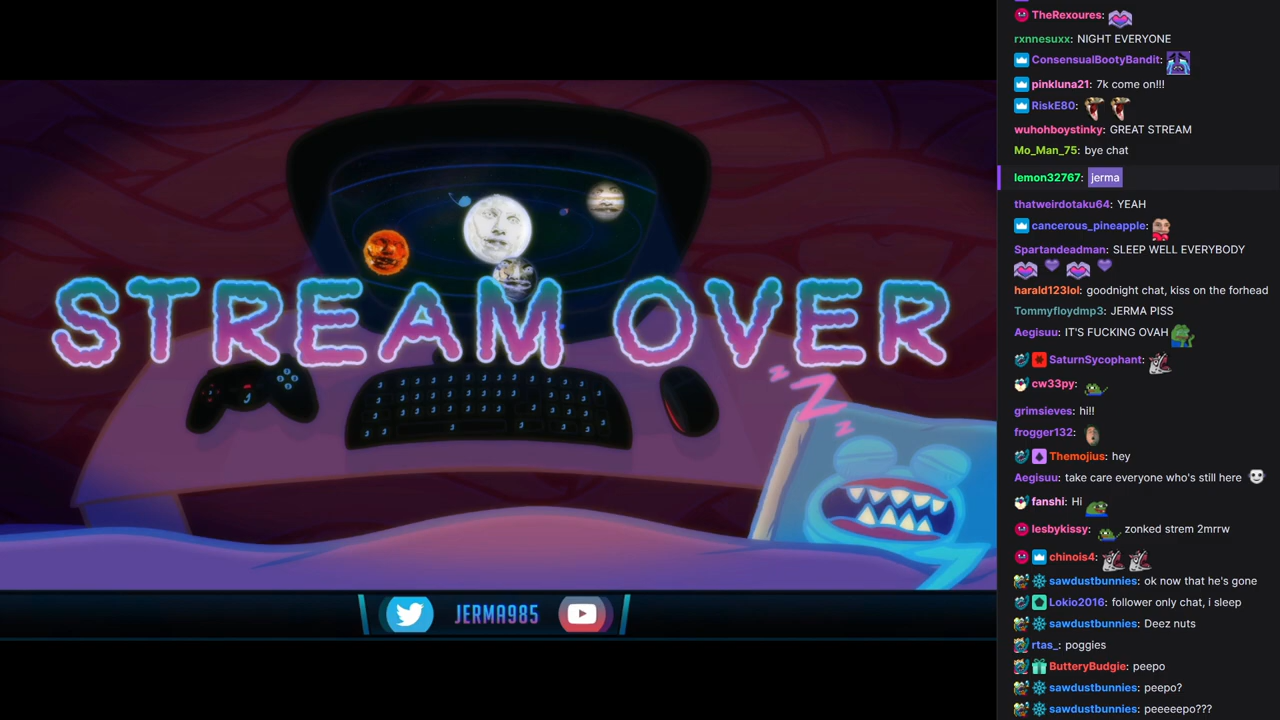 STREAM OVER
z
Z
z
JERMA985
TheRexoures:
rxnnesuxx: NIGHT EVERYONE
ConsensualBootyBandit:
pinkluna21: 7k come on!!!
RiskE80:
wuhohboystinky: GREAT STREAM
Mo_Man_75: bye chat
lemon32767: jerma
thatweirdotaku64: YEAH
cancerous_pineapple:
Spartandeadman: SLEEP WELL EVERYBODY
harald123lol: goodnight chat, kiss on the forhead
Tommyfloydmp3: JERMA PISS
Aegisuu: IT'S FUCKING OVAH
SaturnSycophant:
cw33py:
grimsieves: hi!!
frogger132:
Themojius: hey
Aegisuu: take care everyone who's still here
fanshi: Hi
lesbykissy: zonked strem 2mrrw
chinois4:
sawdustbunnies: ok now that he's gone
Lokio2016: follower only chat, i sleep
sawdustbunnies: Deez nuts
rtas_: poggies
ButteryBudgie: peepo
sawdustbunnies: peepo?
sawdustbunnies: peeeeepo???